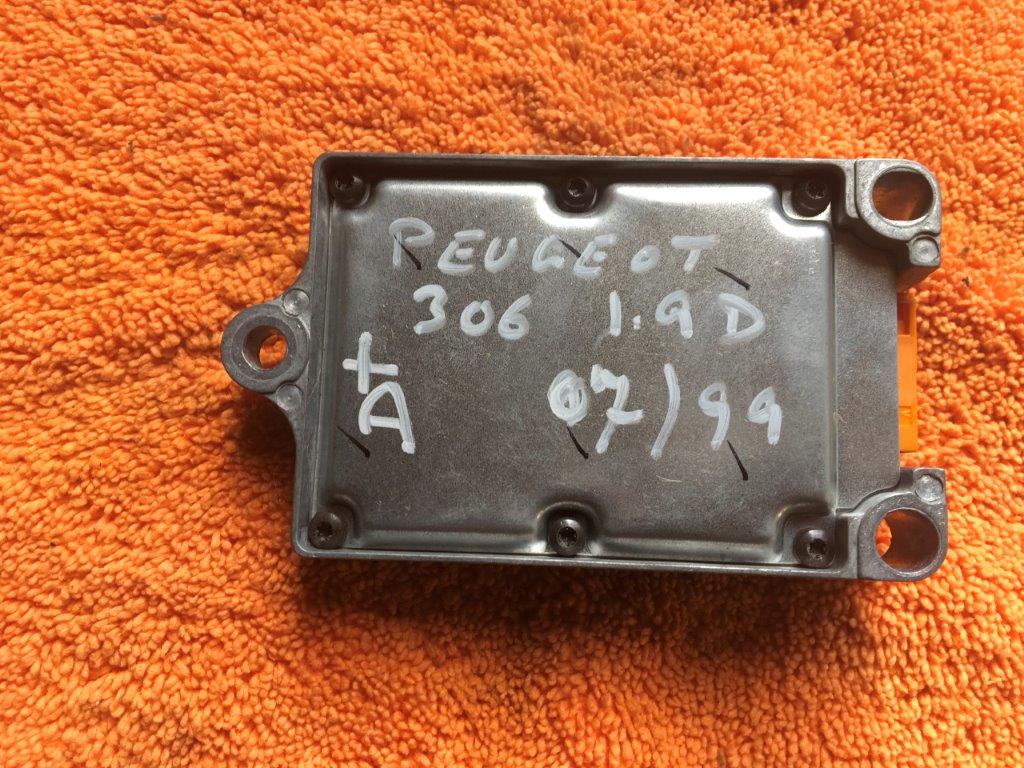 PEUGEOT
306 1.9D
07/99
A+